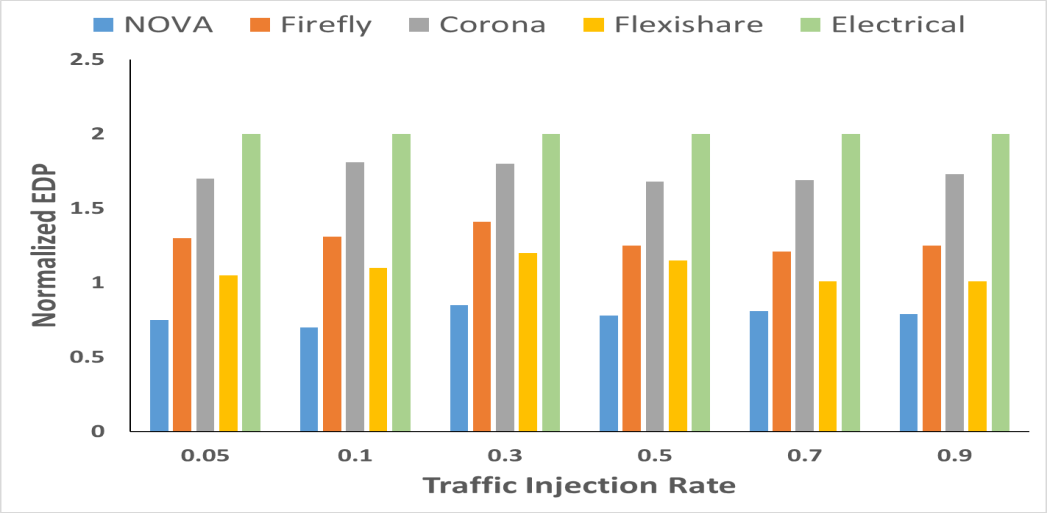 NOVA Firefly Corona Flexishare Electrical
2.5
2
1.5
1
0.5
0
Normalized EDP
0.05 0.1 0.3 0.5 0.7 0.9
Traffic Injection Rate